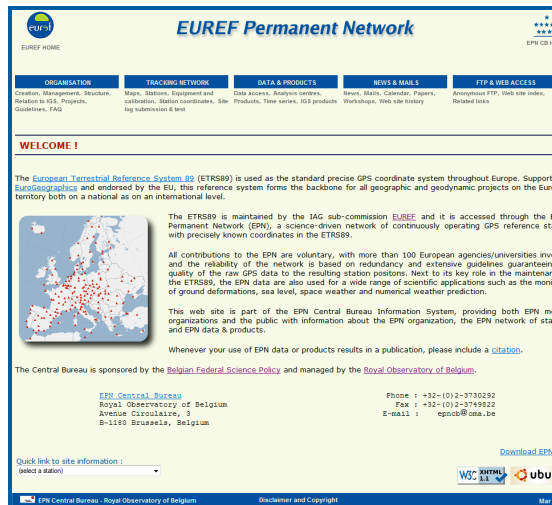 euref
EUREF HOME
EUREF Permanent Network
EPN CB H
ORGANISATION
Creation, Management, Structure,
Relation to IGS, Projects,
Guidelines, FAQ
TRACKING NETWORK
Maps, Stations, Equipment and
calibration, Station coordinates, Site
log submission & test
DATA & PRODUCTS
Data access, Analysis centres,
Products, Time series, IGS products
NEWS & MAILS
News, Mails, Calendar, Papers,
Workshops, Web site history
FTP & WEB ACCESS
Anonymous FTP, Web site index,
Related links
WELCOME !
The European Terrestrial Reference System 89 (ETRS89) is used as the standard precise GPS coordinate system throughout Europe. Support
EuroGeographics and endorsed by the EU, this reference system forms the backbone for all geographic and geodynamic projects on the Eur
territory both on a national as on an international level.
The ETRS89 is maintained by the IAG sub-commission EUREF and it is accessed through the E
Permanent Network (EPN), a science-driven network of continuously operating GPS reference sta
with precisely known coordinates in the ETRS89.
All contributions to the EPN are voluntary, with more than 100 European agencies/universities invo
and the reliability of the network is based on redundancy and extensive guidelines guaranteein
quality of the raw GPS data to the resulting station positons. Next to its key role in the maintenar
the ETRS89, the EPN data are also used for a wide range of scientific applications such as the moni
of ground deformations, sea level, space weather and numerical weather prediction.
This web site is part of the EPN Central Bureau Information System, providing both EPN m
organizations and the public with information about the EPN organization, the EPN network of sta
and EPN data & products.
Whenever your use of EPN data or products results in a publication, please include a citation.
The Central Bureau is sponsored by the Belgian Federal Science Policy and managed by the Royal Observatory of Belgium.
EPN Central Bureau
Royal Observatory of Belgium
Avenue Circulaire, 3
B-1180 Brussels, Belgium
Phone : +32-(0)2-3730292
Fax : +32-(0)2-3749822
E-mail : epncb@oma.be
Download EPN
Quick link to site information :
(select a station)
W3C XHTML 1.1
ubu
EPN Central Bureau - Royal Observatory of Belgium
Disclaimer and Copyright
Mar